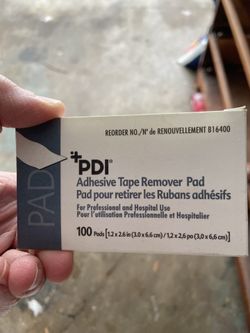 REORDER NO./N° de RENOUVELLEMENT B16400
PAD
PDI®
Adhesive Tape Remover Pad
Pad pour retirer les Rubans adhésifs
For Professional and Hospital Use
Pour l'utilisation Professionelle et Hospitalier
100 Pads [1.2 x 2.6 in (3.0 x 6.6 cm) / 1,2 x 2,6 po (3,0 x 6,6 cm)]